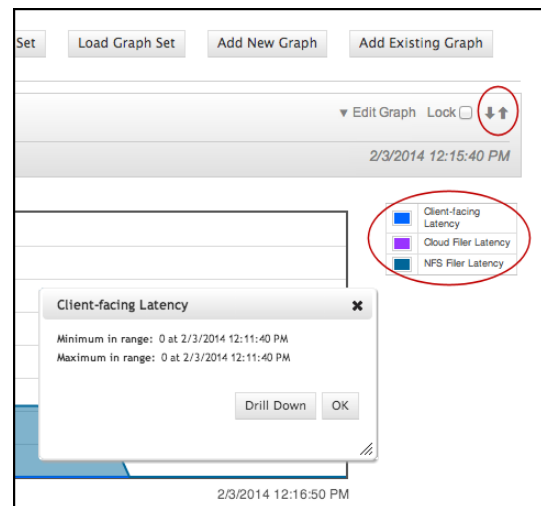 Set Load Graph Set Add New Graph Add Existing Graph
▼ Edit Graph Lock
2/3/2014 12:15:40 PM
Client-facing
Latency
Cloud Filer Latency
NFS Filer Latency
Client-facing Latency
Minimum in range: 0 at 2/3/2014 12:11:40 PM
Maximum in range: 0 at 2/3/2014 12:11:40 PM
Drill Down OK
2/3/2014 12:16:50 PM